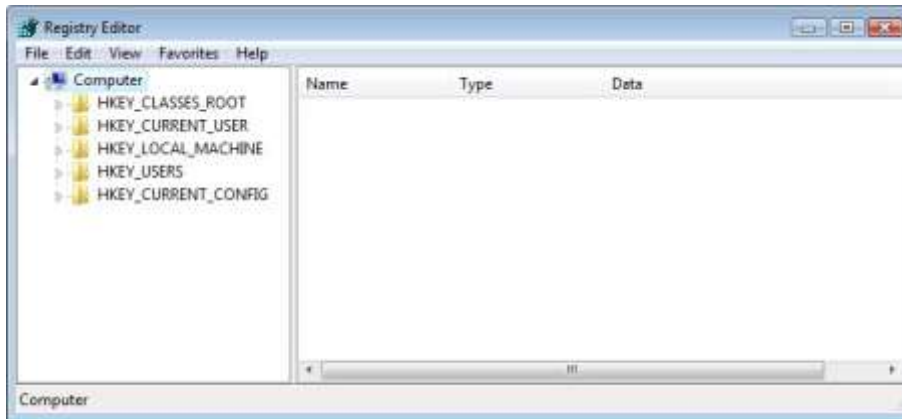 Registry Editor
File Edit View Favorites Help
Computer
HKEY_CLASSES_ROOT
HKEY_CURRENT_USER
HKEY_LOCAL_MACHINE
HKEY_USERS
HKEY_CURRENT_CONFIG
Name Type Data
Computer